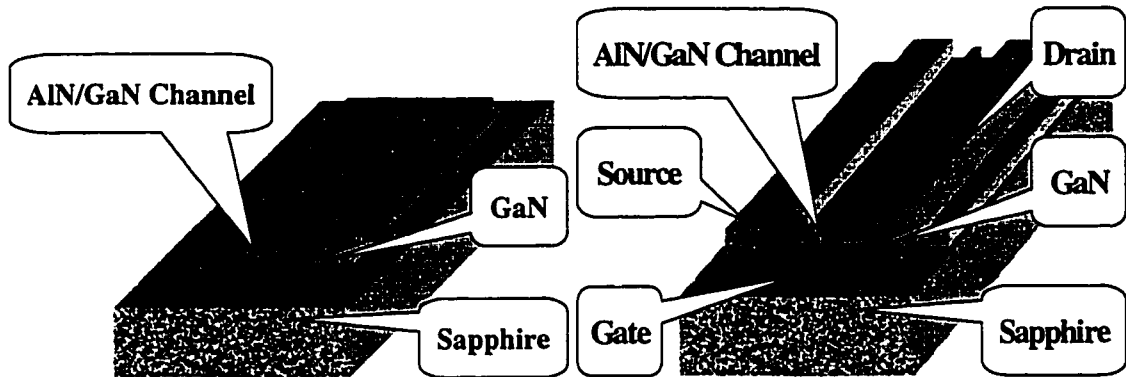 AlN/GaN Channel
GaN
Sapphire
AlN/GaN Channel
Drain
Source
GaN
Gate
Sapphire